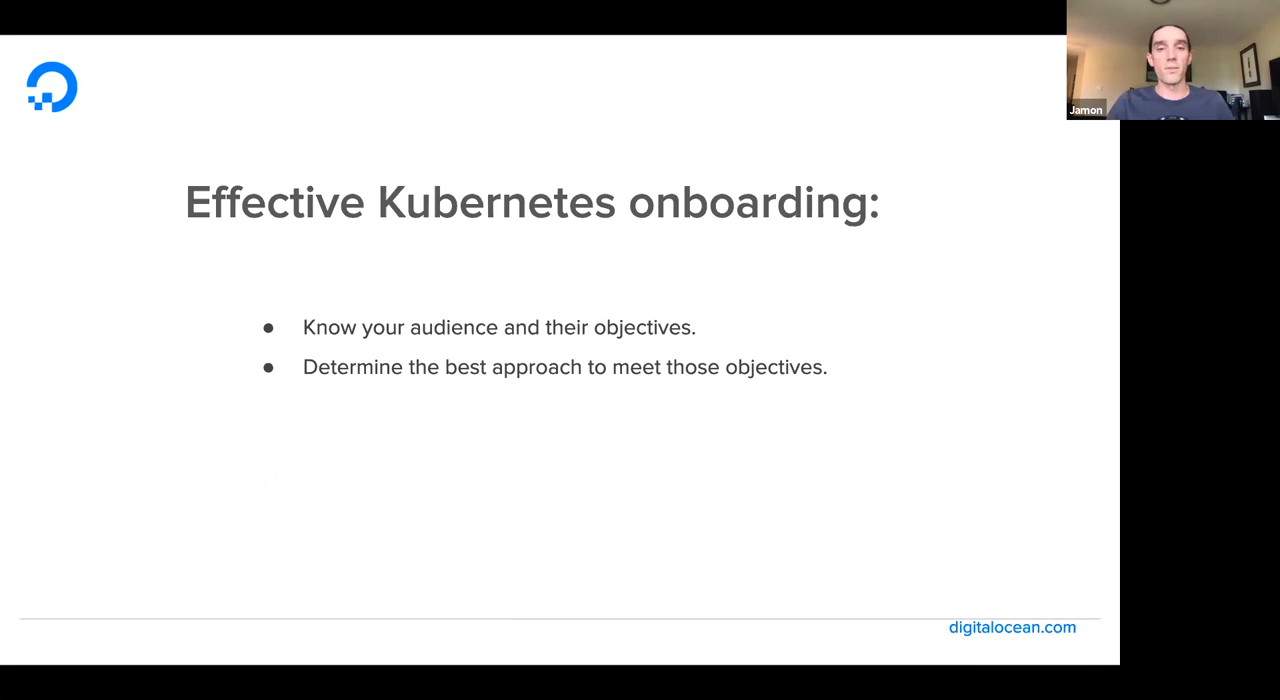 Jamon
Effective Kubernetes onboarding:
● Know your audience and their objectives.
● Determine the best approach to meet those objectives.
digitalocean.com